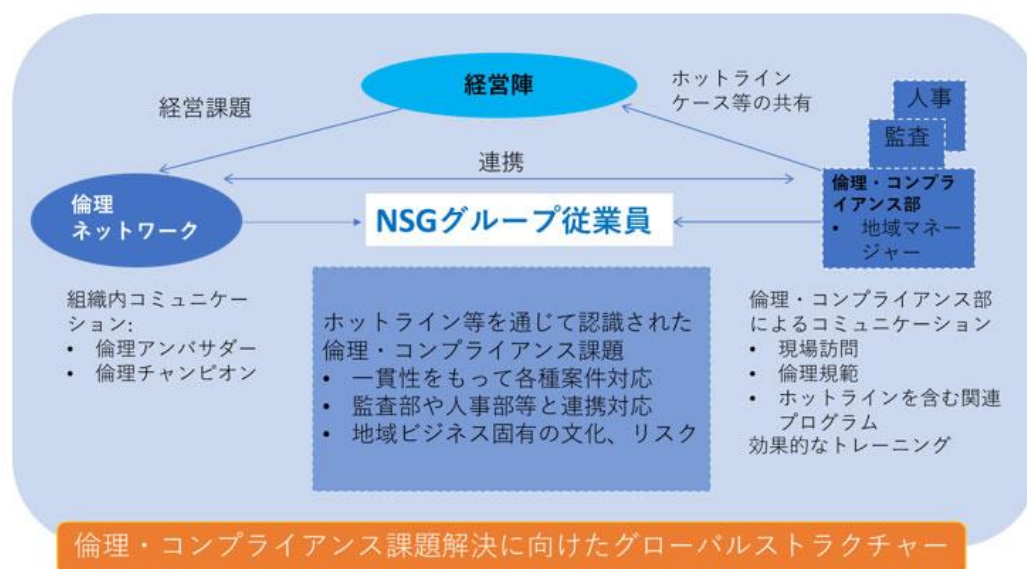 経営陣
ホットライン
ケース等の共有
人事
監査
経営課題
連携
倫理
ネットワーク
NSGグループ従業員
倫理・コンプラ
イアンス部
• 地域マネー
ジャー
組織内コミュニケー
ション:
• 倫理アンバサダー
• 倫理チャンピオン
ホットライン等を通じて認識された
倫理・コンプライアンス課題
• 一貫性をもって各種案件対応
• 監査部や人事部等と連携対応
• 地域ビジネス固有の文化、リスク
倫理・コンプライアンス部
によるコミュニケーション
• 現場訪問
• 倫理規範
• ホットラインを含む関連
プログラム
効果的なトレーニング
倫理・コンプライアンス課題解決に向けたグローバルストラクチャー